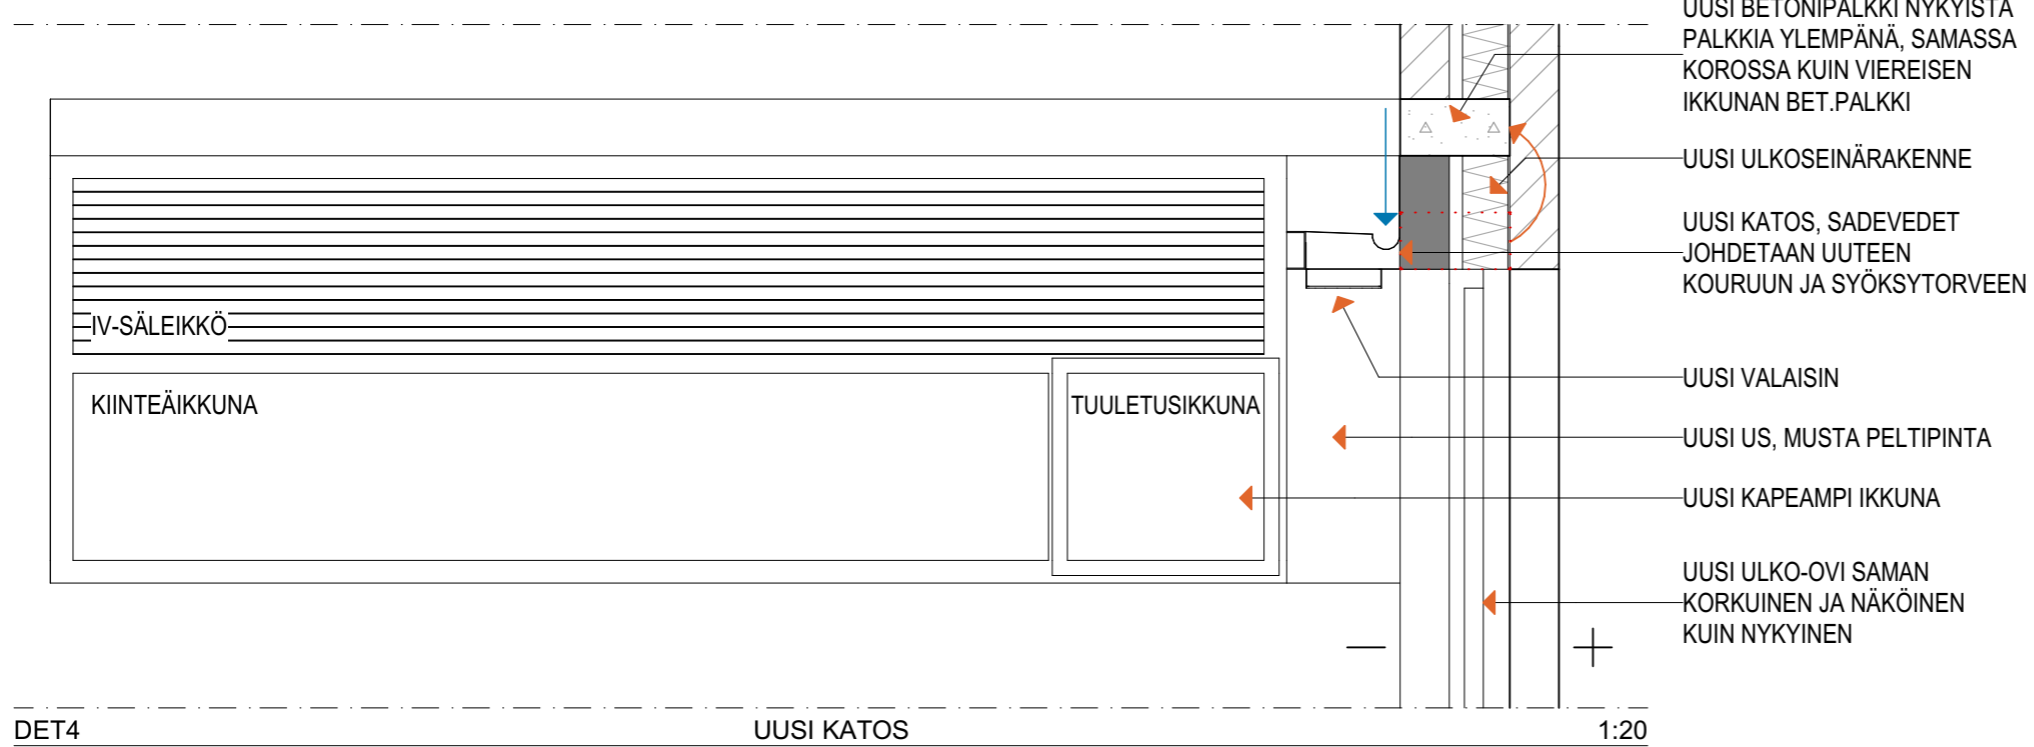 UUSI BETONIPALKKI NYKYISTÄ
PALKKIA YLEMPÄNÄ, SAMASSA
KOROSSA KUIN VIEREISEN
IKKUNAN BET.PALKKI
UUSI ULKOSEINÄRAKENNE
UUSI KATOS, SADEVEDET
JOHDETAAN UUTEEN
KOURUUN JA SYÖKSYTORVEEN
IV-SÄLEIKKÖ
UUSI VALAISIN
KIINTEÄIKKUNA
TUULETUSIKKUNA
UUSI US, MUSTA PELTIPINTA
UUSI KAPEAMPI IKKUNA
UUSI ULKO-OVI SAMAN
KORKUINEN JA NÄKÖINEN
KUIN NYKYINEN
— +
DET4 UUSI KATOS 1:20